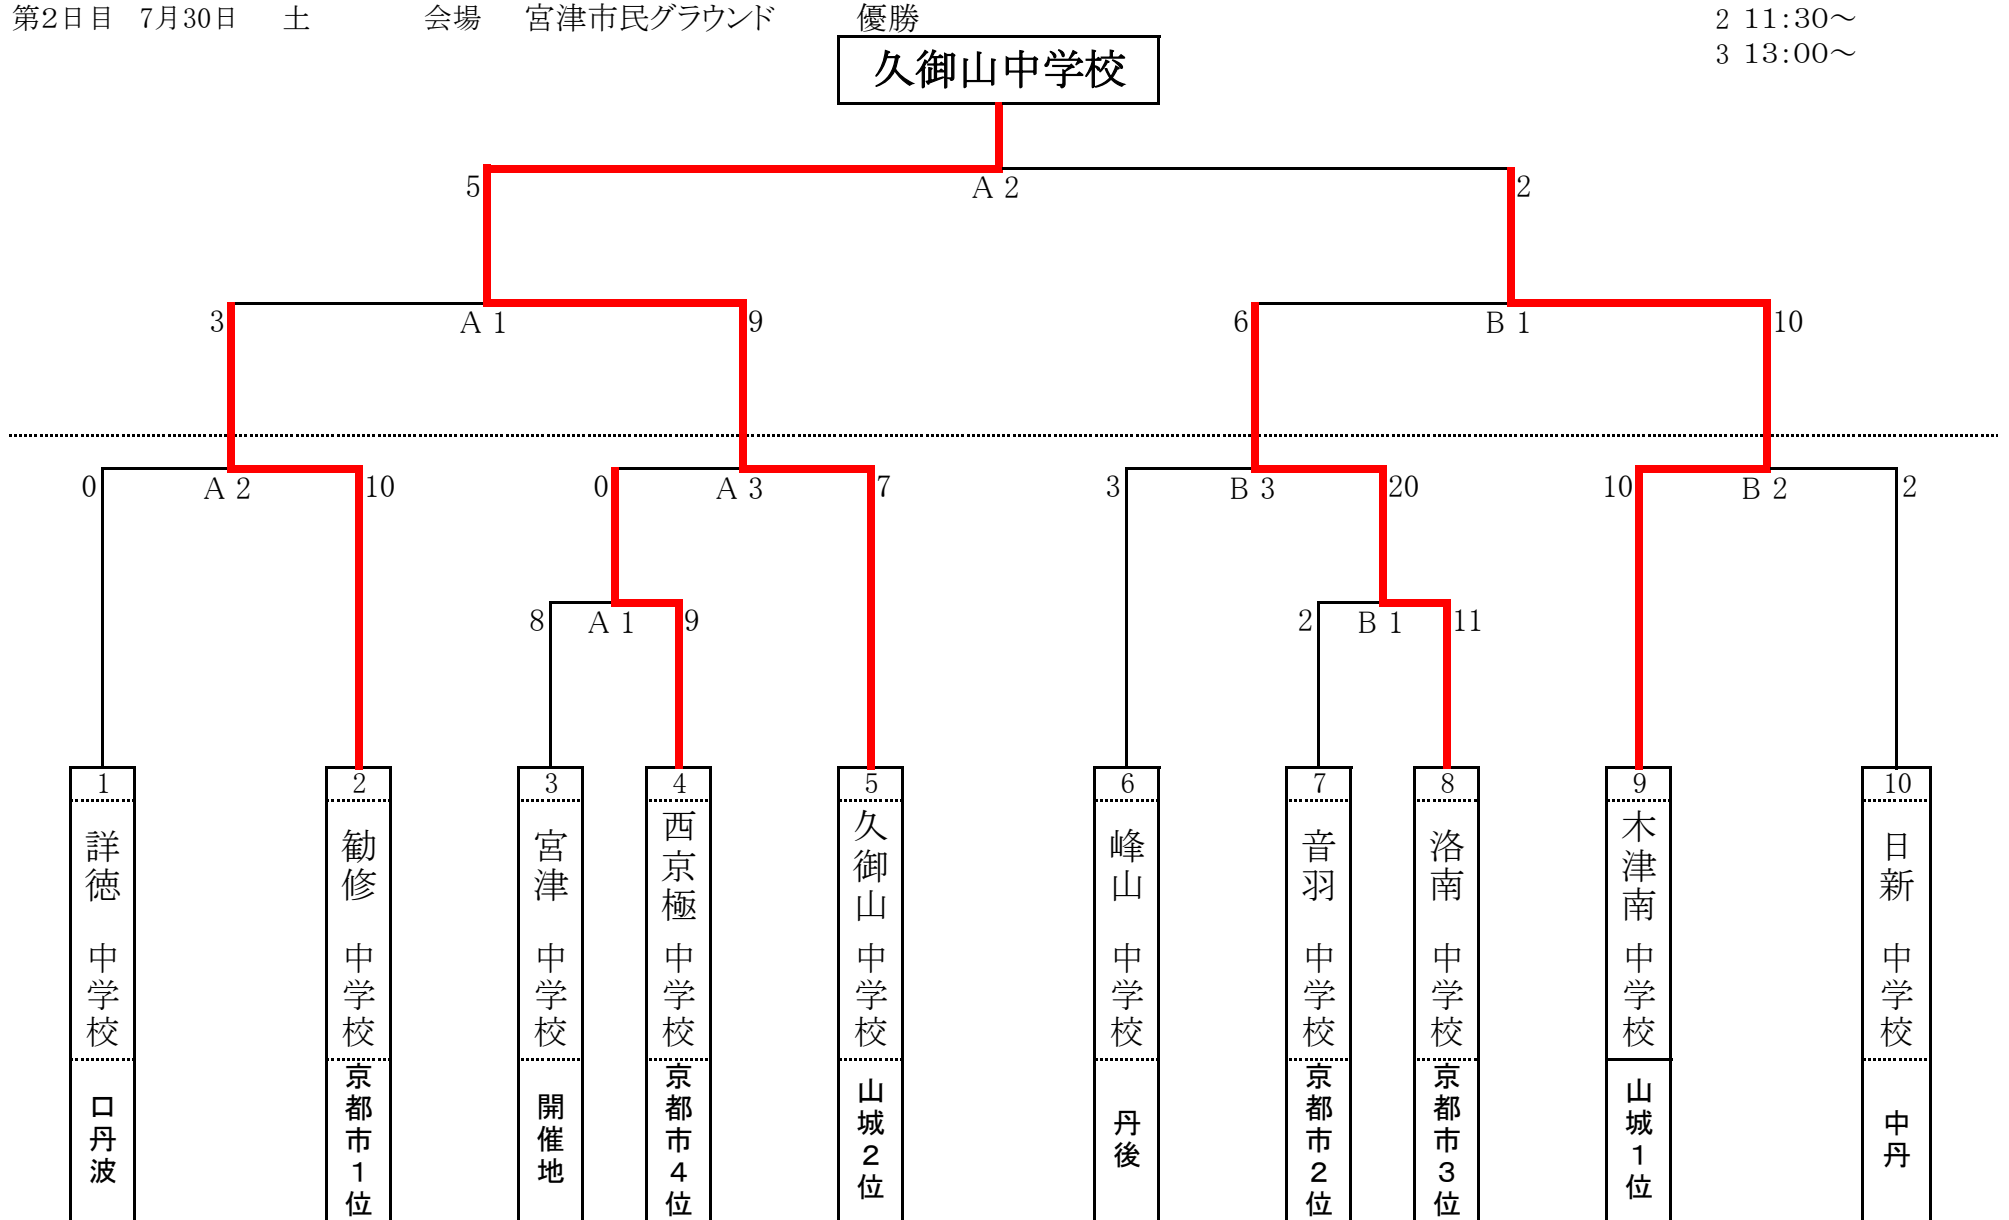 第2日目 7月30日 土 会場 宮津市民グラウンド 優勝
2 11:30～
3 13:00～
久御山中学校
5 A 2 2
3 A 1 9 6 B 1 10
0 A 2 10 0 A 3 7 3 B 3 20 10 B 2 2
8 A 1 9 2 B 1 11
1 2 3 4 5 6 7 8 9 10
詳徳 中学校
口丹波
勧修 中学校
京都市1位
宮津 中学校
開催地
西京極 中学校
京都市4位
久御山 中学校
山城2位
峰山 中学校
丹後
音羽 中学校
京都市2位
洛南 中学校
京都市3位
木津南 中学校
山城1位
日新 中学校
中丹